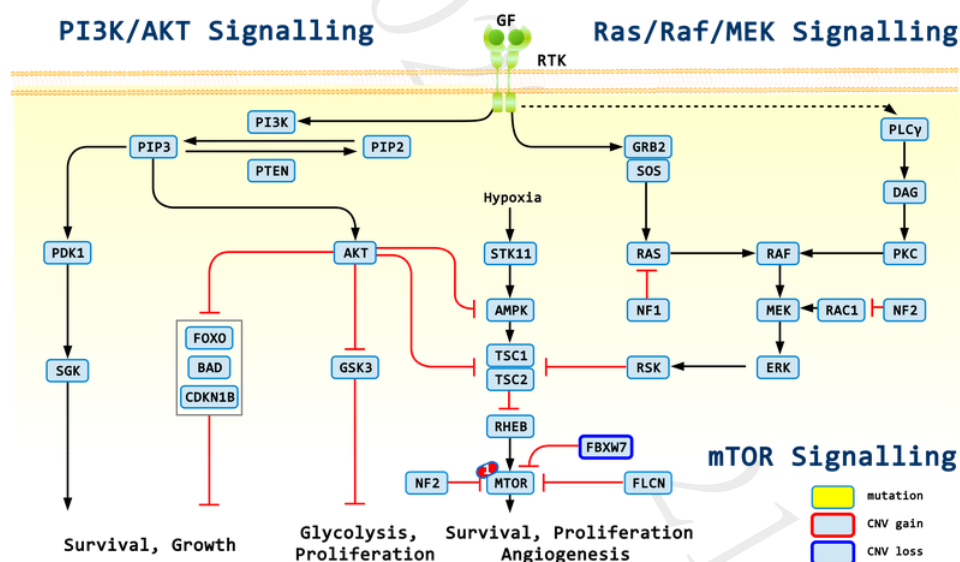 PI3K/AKT Signalling
GF
Ras/Raf/MEK Signalling
RTK
PI3K
PLCγ
PIP3
PIP2
GRB2
PTEN
SOS
DAG
Hypoxia
PDK1
AKT
STK11
RAS
RAF
PKC
AMPK
NF1
MEK
RAC1
NF2
FOXO
TSC1
BAD
GSK3
RSK
ERK
SGK
TSC2
CDKN1B
RHEB
FBXW7
mTOR Signalling
1
NF2
MTOR
FLCN
mutation
CNV gain
CNV loss
Survival, Growth
Glycolysis,
Proliferation
Survival, Proliferation
Angiogenesis